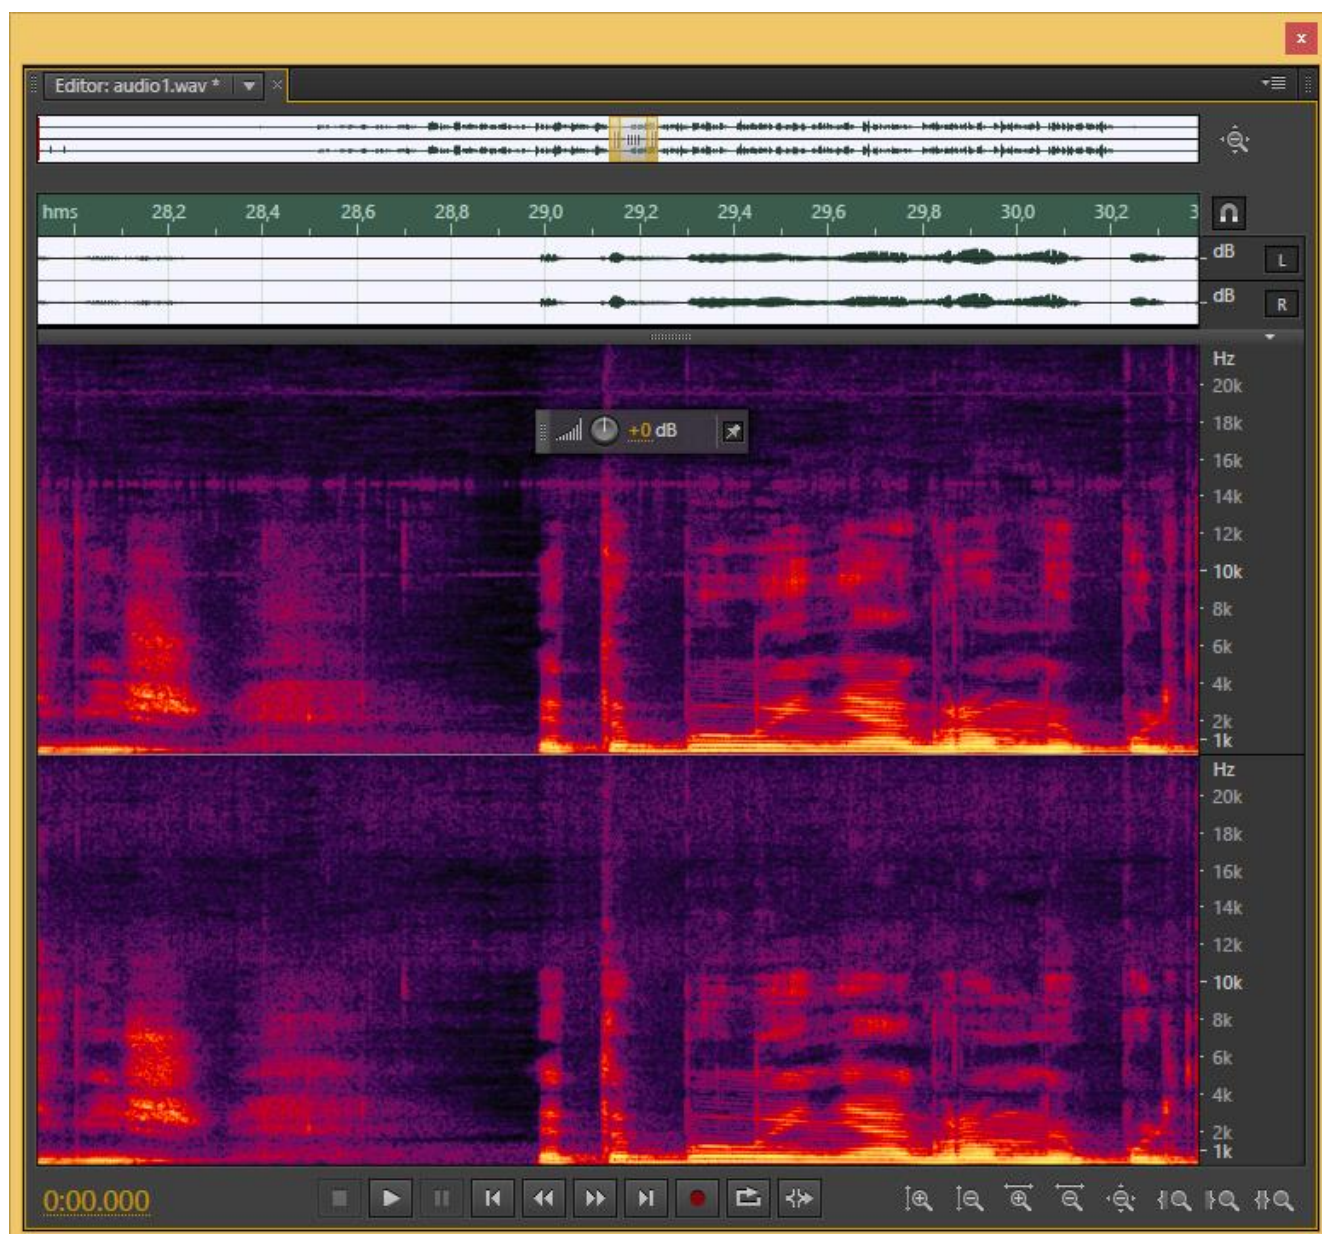 x
Editor: audio1.wav *
hms 28,2 28,4 28,6 28,8 29,0 29,2 29,4 29,6 29,8 30,0 30,2 3
dB L
dB R
Hz
20k
+0 dB
18k
16k
14k
12k
10k
8k
6k
4k
2k
1k
Hz
20k
18k
16k
14k
12k
10k
8k
6k
4k
2k
1k
0:00.000